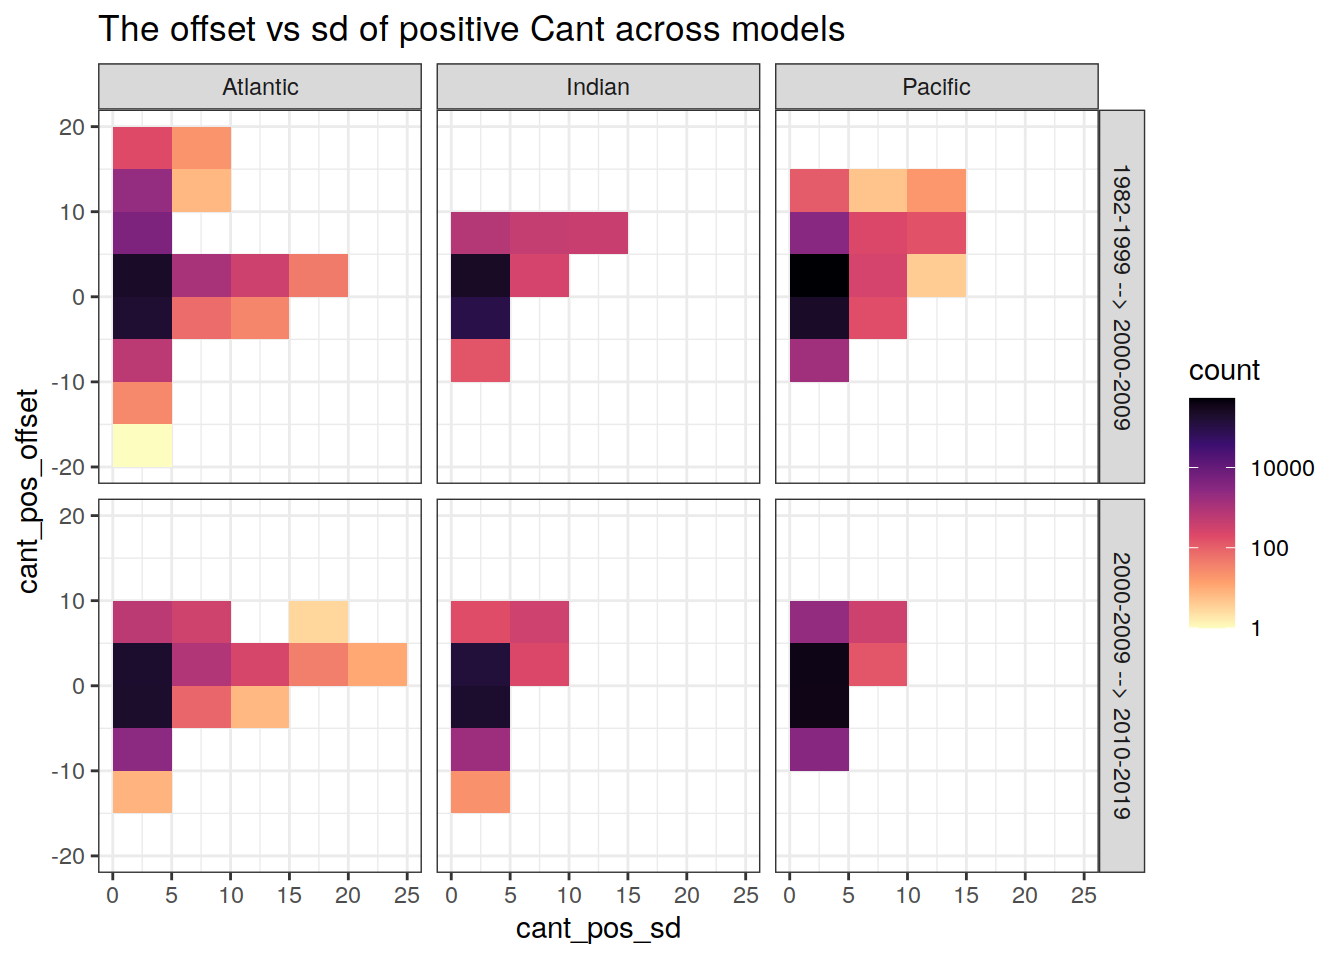 The offset vs sd of positive Cant across models
Atlantic
Indian
Pacific
20
10
0
-10
-20
1982-1999 --> 2000-2009
20
10
0
-10
-20
2000-2009 --> 2010-2019
cant_pos_offset
0 5 10 15 20 25
0 5 10 15 20 25
0 5 10 15 20 25
cant_pos_sd
count
10000
100
1